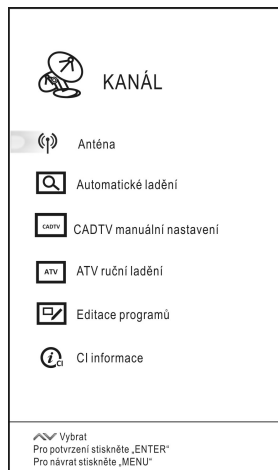 KANÁL
Anténa
Automatické ladění
CADTV CADTV manuální nastavení
ATV ATV ruční ladění
Editace programů
CI CI informace
Vybrat
Pro potvrzení stiskněte „ENTER“
Pro návrat stiskněte „MENU“